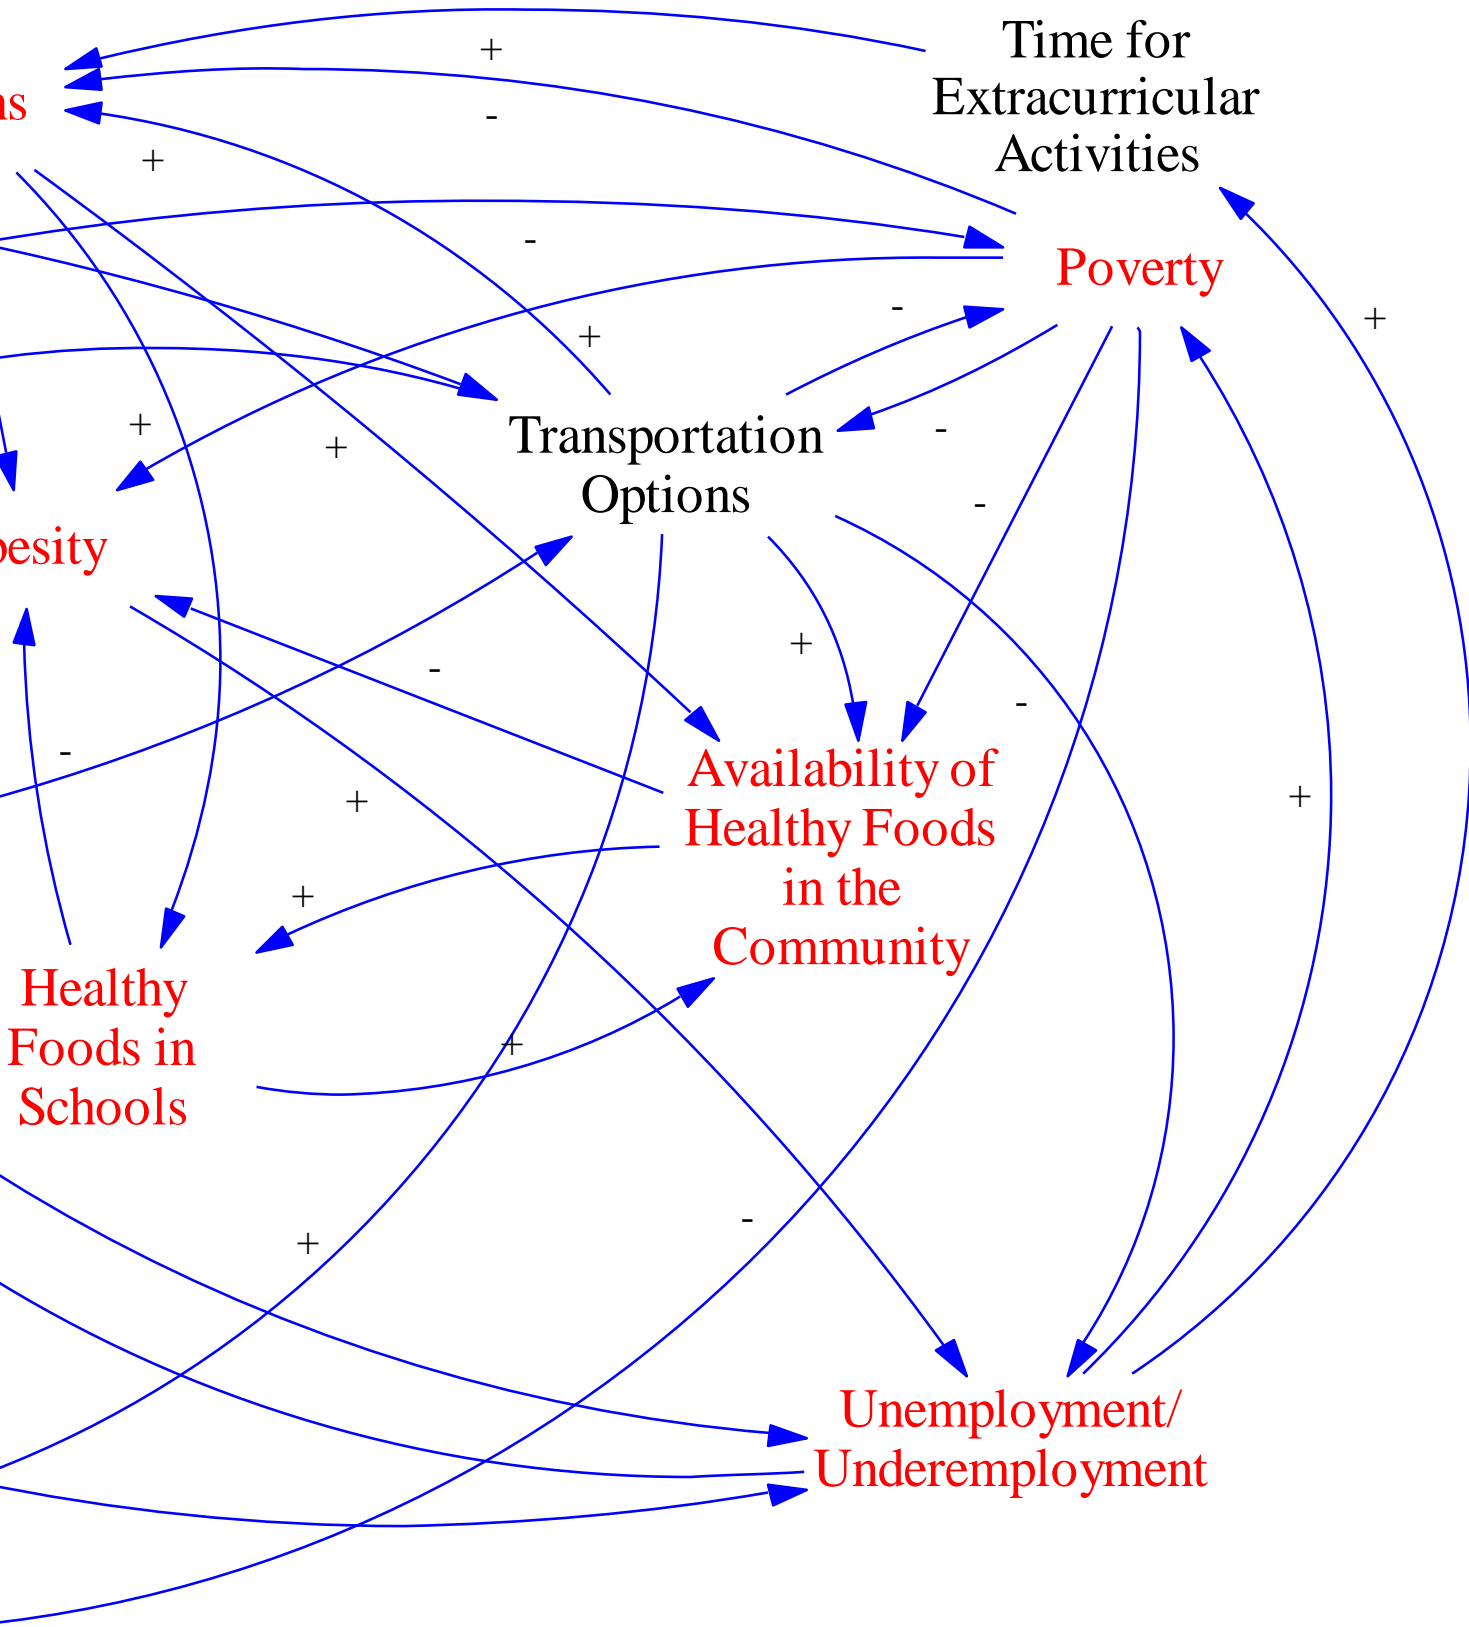 Time for
Extracurricular
Activities
+
-
ns
+
-
Poverty
-
+
+
+
+
Transportation
Options
-
-
besity
+
-
-
-
Availability of
Healthy Foods
in the
Community
+
+
+
Healthy
Foods in
Schools
+
-
+
Unemployment/
Underemployment